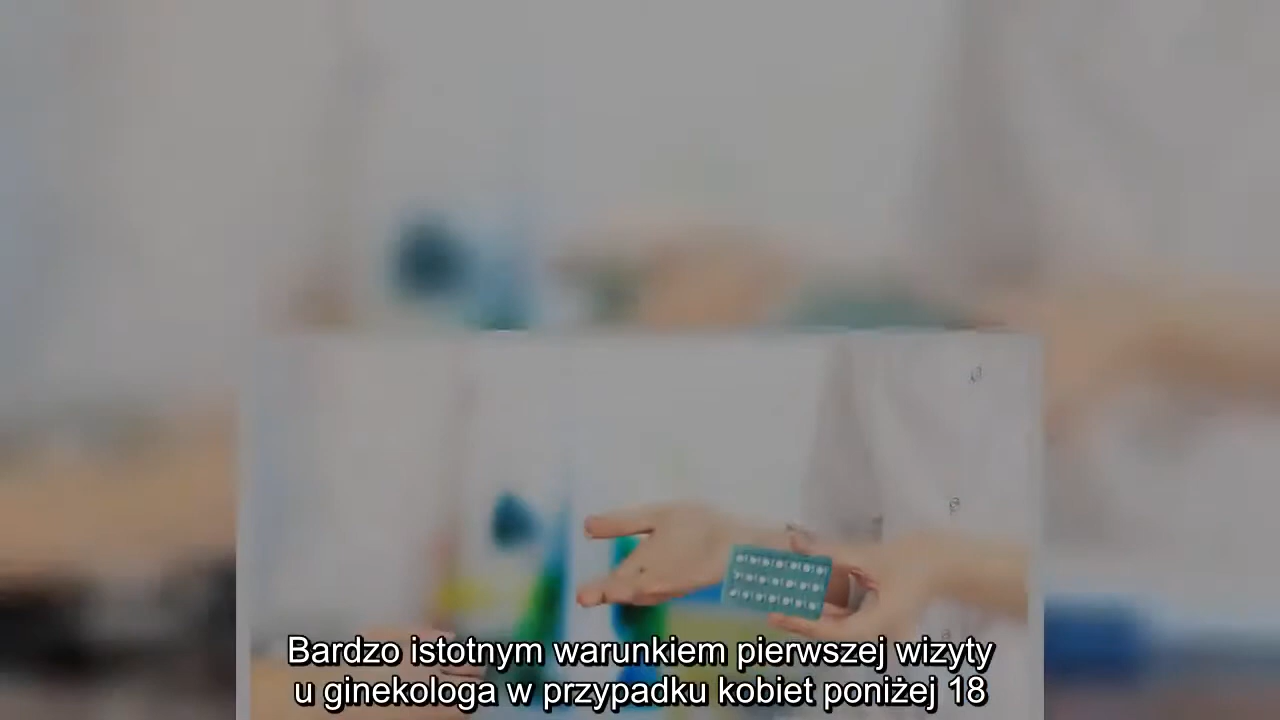 Bardzo istotnym warunkiem pierwszej wizyty
u ginekologa w przypadku kobiet poniżej 18